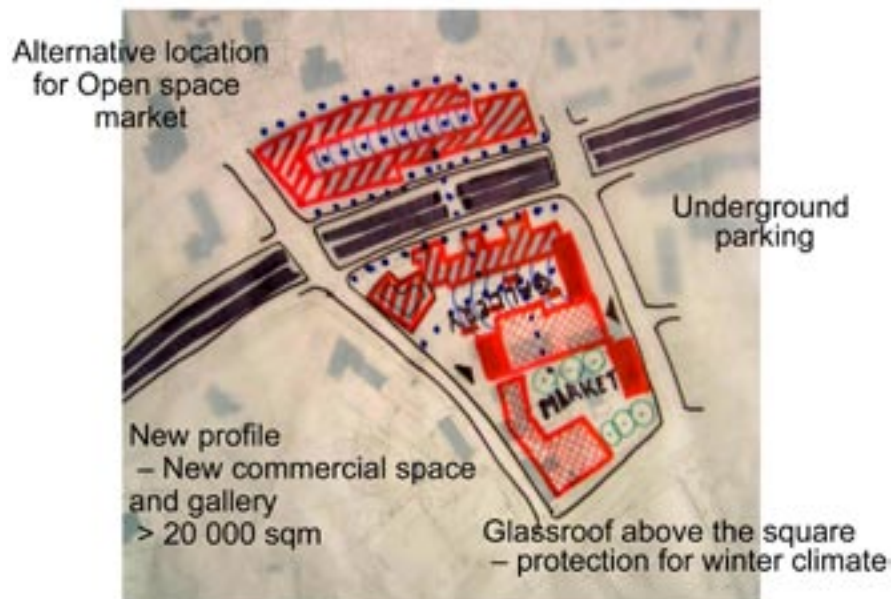 Alternative location
for Open space
market
Underground
parking
GALLERY
MARKET
New profile
– New commercial space
and gallery
> 20 000 sqm
Glassroof above the square
– protection for winter climate